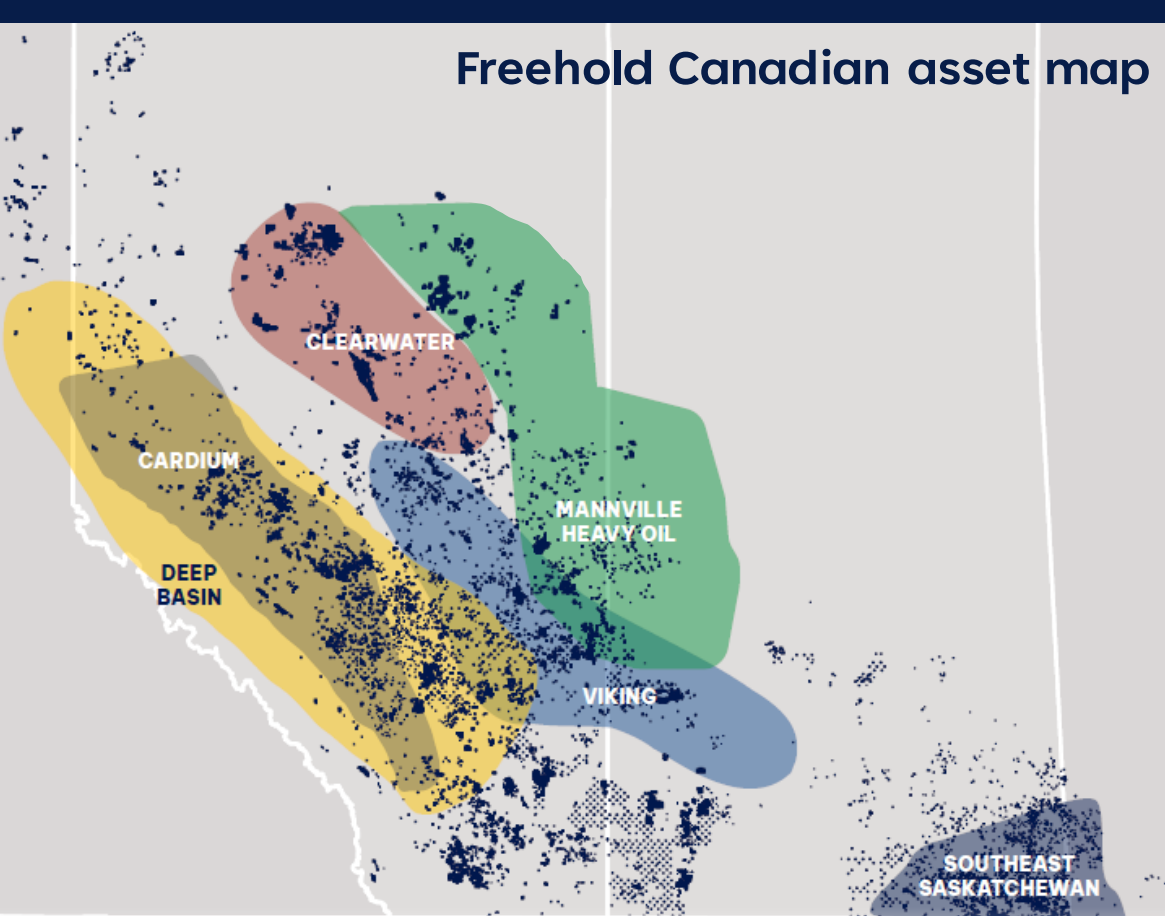 Freehold Canadian asset map
CLEARWATER
CARDIUM
MANNVILLE
HEAVY OIL
DEEP
BASIN
VIKING
SOUTHEAST
SASKATCHEWAN